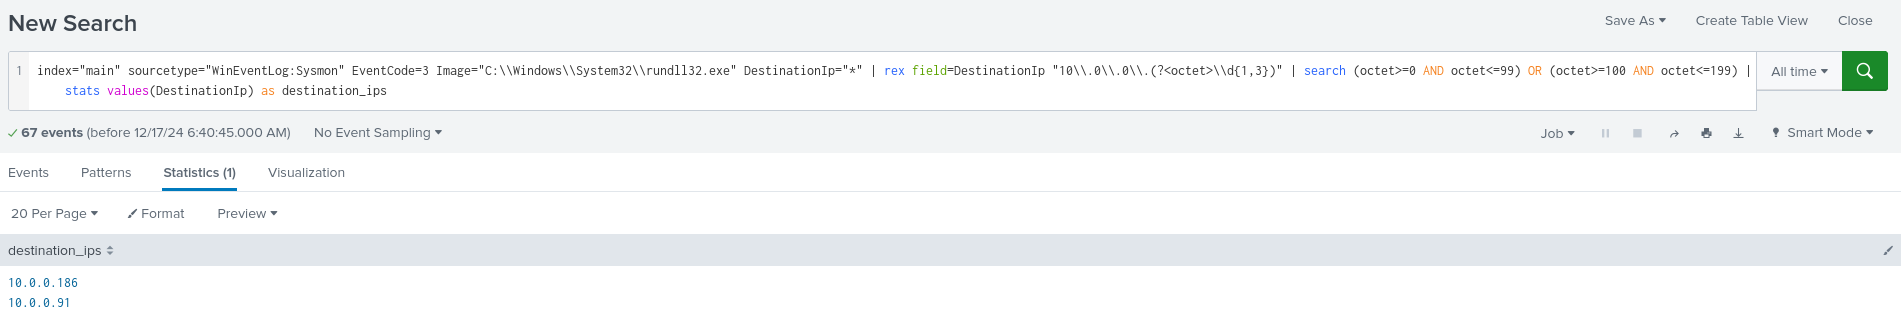 New Search
Save As Create Table View Close
1 index="main" sourcetype="WinEventLog:Sysmon" EventCode=3 Image="C:\\Windows\\System32\\rundll32.exe" DestinationIp="*" | rex field=DestinationIp "10\\.0\\.0\\.(?<octet>\\d{1,3})" | search (octet>=0 AND octet<=99) OR (octet>=100 AND octet<=199) |
stats values(DestinationIp) as destination_ips
All time
67 events (before 12/17/24 6:40:45.000 AM) No Event Sampling
Job Smart Mode
Events Patterns Statistics (1) Visualization
20 Per Page Format Preview
destination_ips
10.0.0.186
10.0.0.91